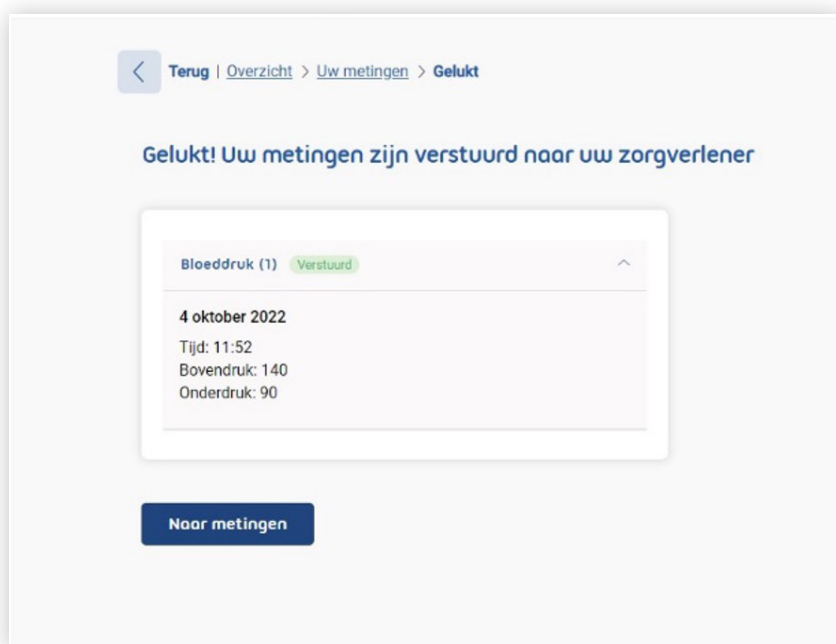 Terug | Overzicht > Uw metingen > Gelukt
Gelukt! Uw metingen zijn verstuurd naar uw zorgverlener
Bloeddruk (1) Verstuurd
4 oktober 2022
Tijd: 11:52
Bovendruk: 140
Onderdruk: 90
Naar metingen